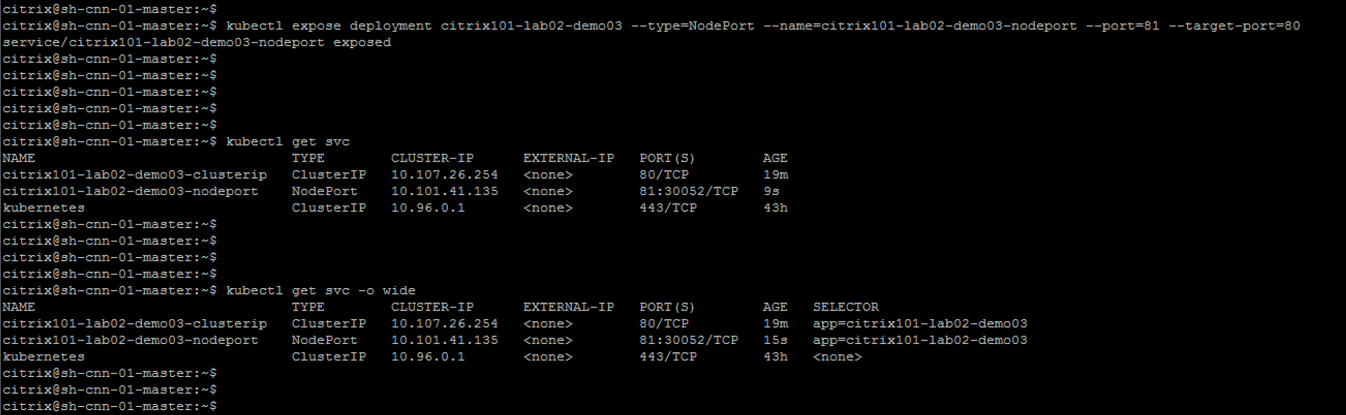 citrix@sh-cnn-01-master:~$
citrix@sh-cnn-01-master:~$ kubectl expose deployment citrix101-lab02-demo03 --type=NodePort --name=citrix101-lab02-demo03-nodeport --port=81 --target-port=80
service/citrix101-lab02-demo03-nodeport exposed
citrix@sh-cnn-01-master:~$
citrix@sh-cnn-01-master:~$
citrix@sh-cnn-01-master:~$
citrix@sh-cnn-01-master:~$
citrix@sh-cnn-01-master:~$
citrix@sh-cnn-01-master:~$ kubectl get svc
NAME TYPE CLUSTER-IP EXTERNAL-IP PORT(S) AGE
citrix101-lab02-demo03-clusterip ClusterIP 10.107.26.254 <none> 80/TCP 19m
citrix101-lab02-demo03-nodeport NodePort 10.101.41.135 <none> 81:30052/TCP 9s
kubernetes ClusterIP 10.96.0.1 <none> 443/TCP 43h
citrix@sh-cnn-01-master:~$
citrix@sh-cnn-01-master:~$
citrix@sh-cnn-01-master:~$
citrix@sh-cnn-01-master:~$
citrix@sh-cnn-01-master:~$ kubectl get svc -o wide
NAME TYPE CLUSTER-IP EXTERNAL-IP PORT(S) AGE SELECTOR
citrix101-lab02-demo03-clusterip ClusterIP 10.107.26.254 <none> 80/TCP 19m app=citrix101-lab02-demo03
citrix101-lab02-demo03-nodeport NodePort 10.101.41.135 <none> 81:30052/TCP 15s app=citrix101-lab02-demo03
kubernetes ClusterIP 10.96.0.1 <none> 443/TCP 43h <none>
citrix@sh-cnn-01-master:~$
citrix@sh-cnn-01-master:~$
citrix@sh-cnn-01-master:~$